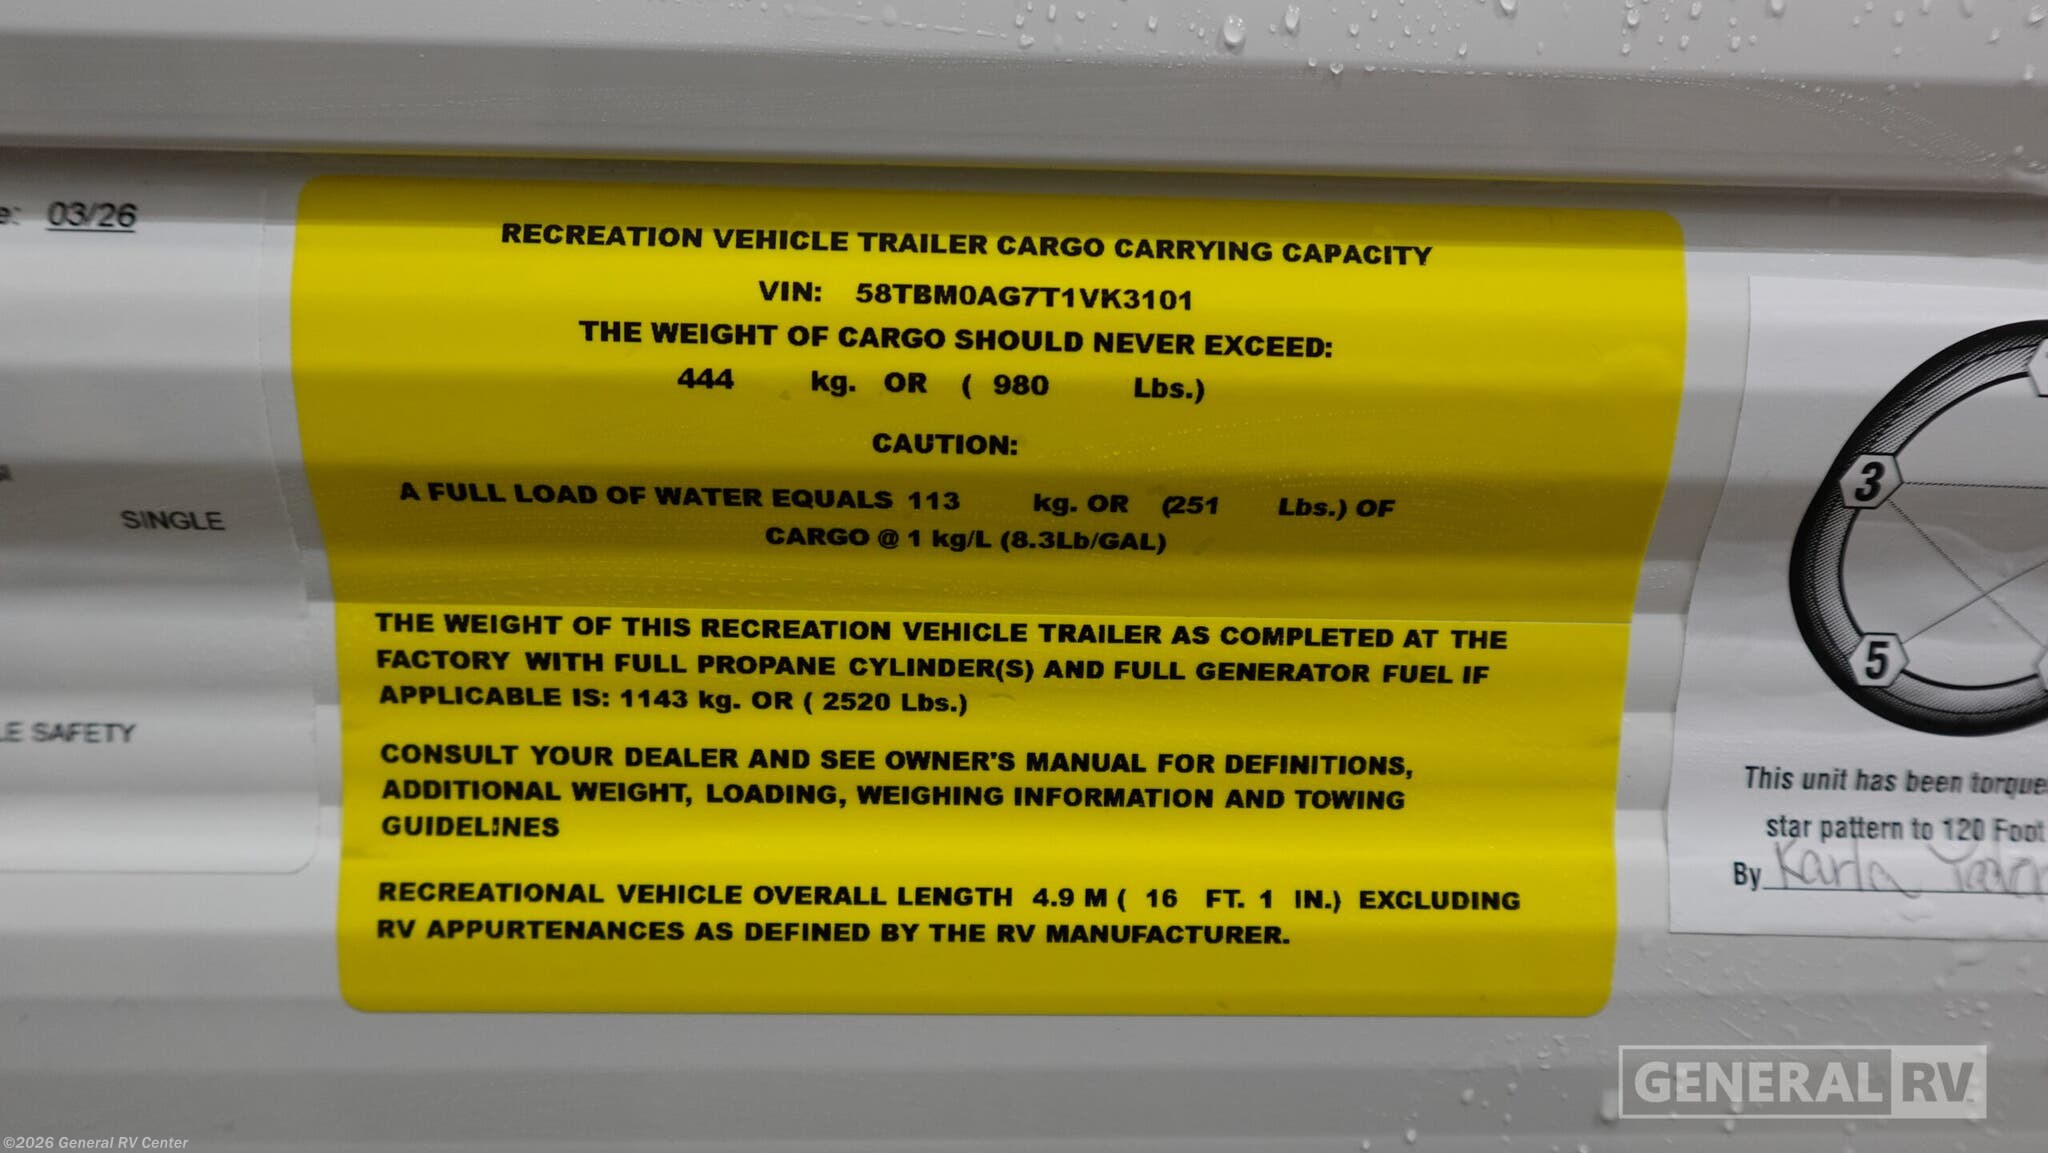 03/26
SINGLE
SAFETY
RECREATION VEHICLE TRAILER CARGO CARRYING CAPACITY
VIN: 58TBM0AG7T1VK3101
THE WEIGHT OF CARGO SHOULD NEVER EXCEED:
444 kg. OR ( 980 Lbs.)
CAUTION:
A FULL LOAD OF WATER EQUALS 113 kg. OR (251 Lbs.) OF
CARGO @ 1 kg/L (8.3Lb/GAL)
THE WEIGHT OF THIS RECREATION VEHICLE TRAILER AS COMPLETED AT THE
FACTORY WITH FULL PROPANE CYLINDER(S) AND FULL GENERATOR FUEL IF
APPLICABLE IS: 1143 kg. OR ( 2520 Lbs.)
CONSULT YOUR DEALER AND SEE OWNER'S MANUAL FOR DEFINITIONS,
ADDITIONAL WEIGHT, LOADING, WEIGHING INFORMATION AND TOWING
GUIDELINES
RECREATIONAL VEHICLE OVERALL LENGTH 4.9 M ( 16 FT. 1 IN.) EXCLUDING
RV APPURTENANCES AS DEFINED BY THE RV MANUFACTURER.
3
5
This unit has been torque
star pattern to 120 Foot
By Karla
GENERAL RV
©2026 General RV Center